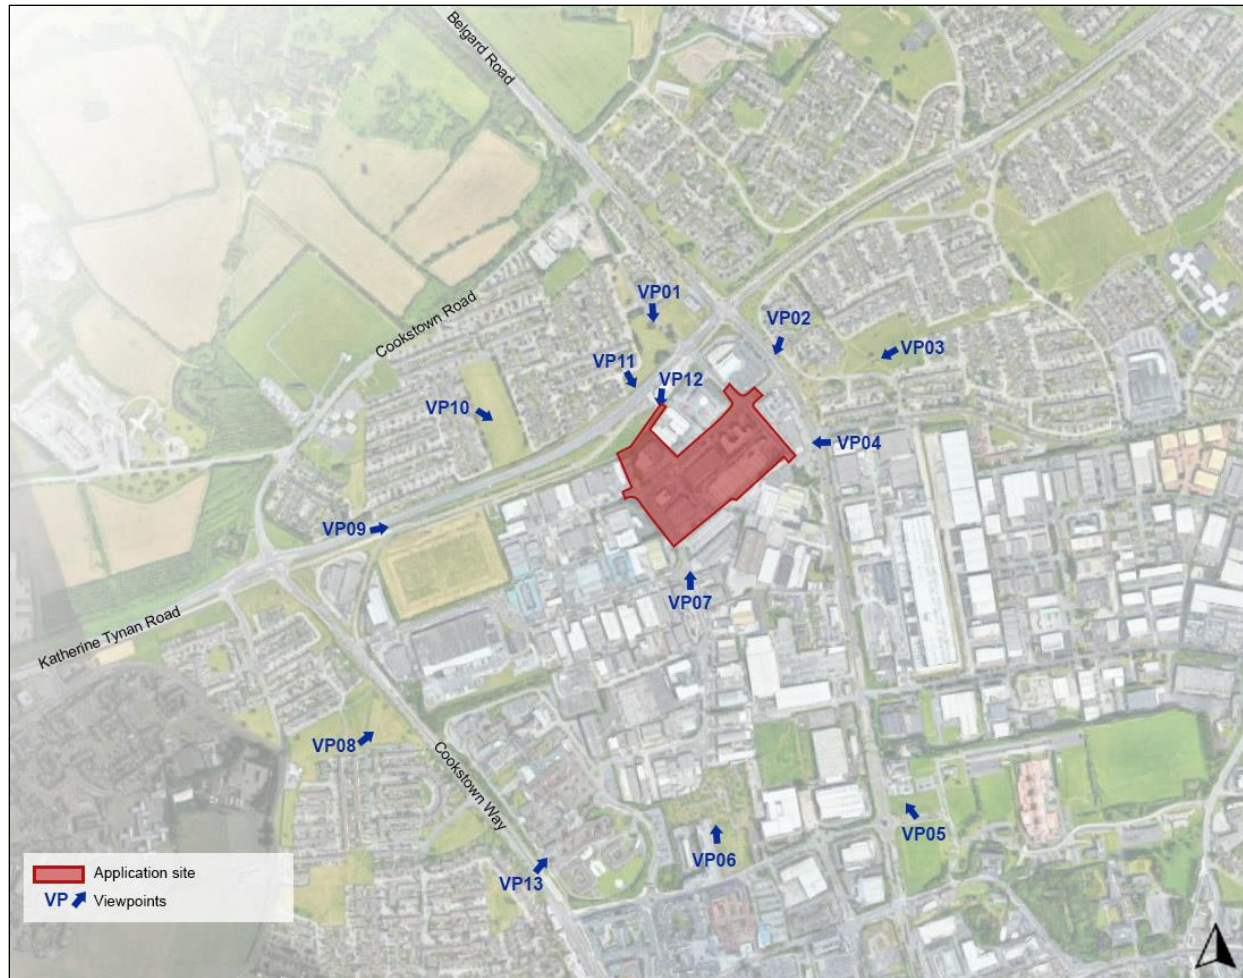 Belgard Road
VP01
Cookstown Road
VP02
VP03
VP11
VP12
VP10
VP04
VP09
VP07
Katherine Tynan Road
VP08
Cookstown Way
VP05
VP06
VP13
Application site
VP Viewpoints